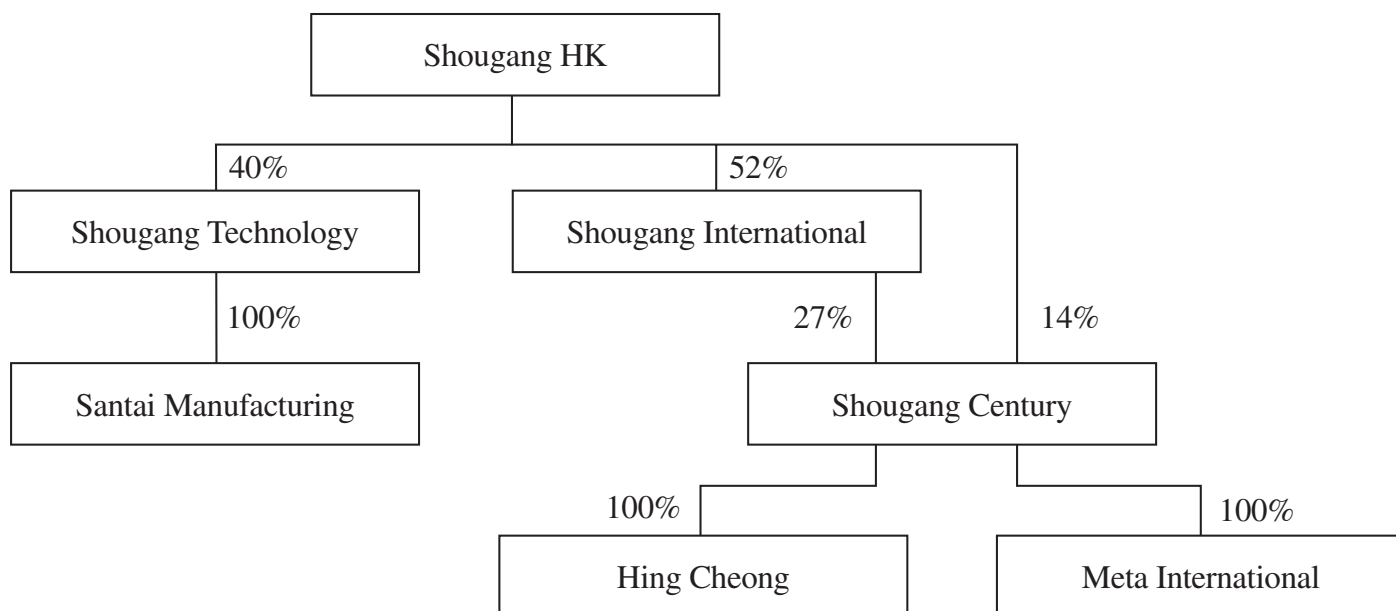 Shougang HK
40%
52%
Shougang Technology
Shougang International
100%
27%
14%
Santai Manufacturing
Shougang Century
100%
100%
Hing Cheong
Meta International